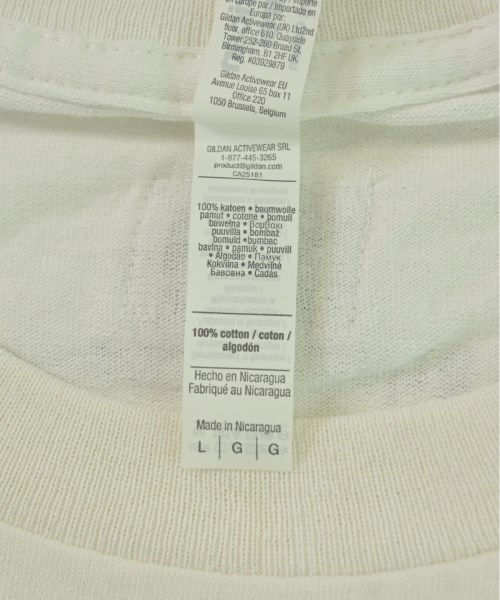 en Europe par / Importado en
Europa por:
Gildan Activewear (UK) Ltd2nd
floor, office 610, Quayside
Tower 252-260 Broad St,
Birmingham, B1 2HF UK
Reg. #03929879
Gildan Activewear EU
Avenue Louise 65 box 11
Office 220
1050 Brussels, Belgium
GILDAN ACTIVEWEAR SRL
1-877-445-3265
product@gildan.com
CA25181
100% katoen • baumwolle
pamut • cotone • bomull
bawełna • Βαμβάκι
puuvilla • bombaž
bomuld • bumbac
bavlna • pamuk • puuvill
• Algodão • Памук
Kokvilna • Medvilnė
Бавовна • Cadás
100% cotton / coton /
algodón
Hecho en Nicaragua
Fabriqué au Nicaragua
Made in Nicaragua
L | G | G